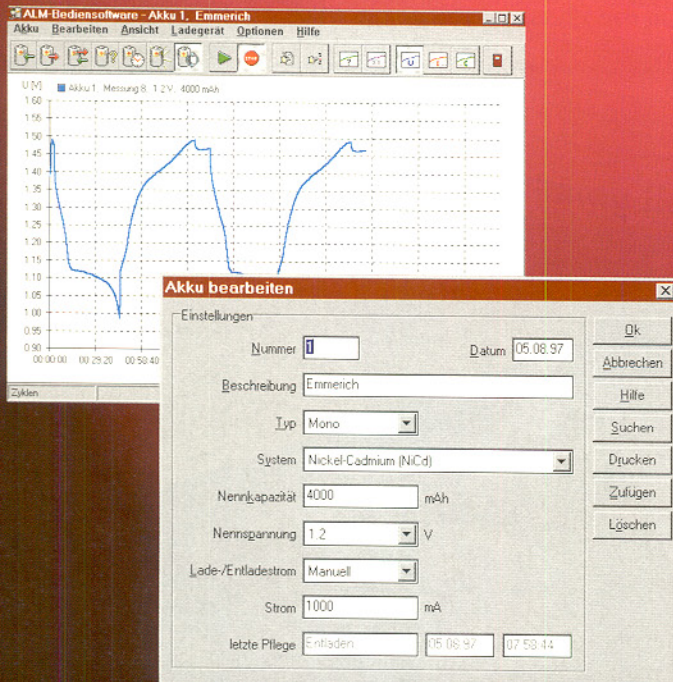 ALM-Bediensoftware - Akku 1, Emmerich
Akku Bearbeiten Ansicht Ladegerät Optionen Hilfe
U [V] Akku 1, Messung 8, 1.2 V, 4000 mAh
1.60
1.55
1.50
1.45
1.40
1.35
1.30
1.25
1.20
1.15
1.10
1.05
1.00
0.95
0.90
00:00:00 00:29:20 00:58:40
Zyklen
Akku bearbeiten
Einstellungen
Nummer 1 Datum 05.08.97
Beschreibung Emmerich
Typ Mono
System Nickel-Cadmium (NiCd)
Nennkapazität 4000 mAh
Nennspannung 1.2 V
Lade-/Entladestrom Manuell
Strom 1000 mA
letzte Pflege Entladen 05.08.97 07:58:44
Ok
Abbrechen
Hilfe
Suchen
Drucken
Zufügen
Löschen